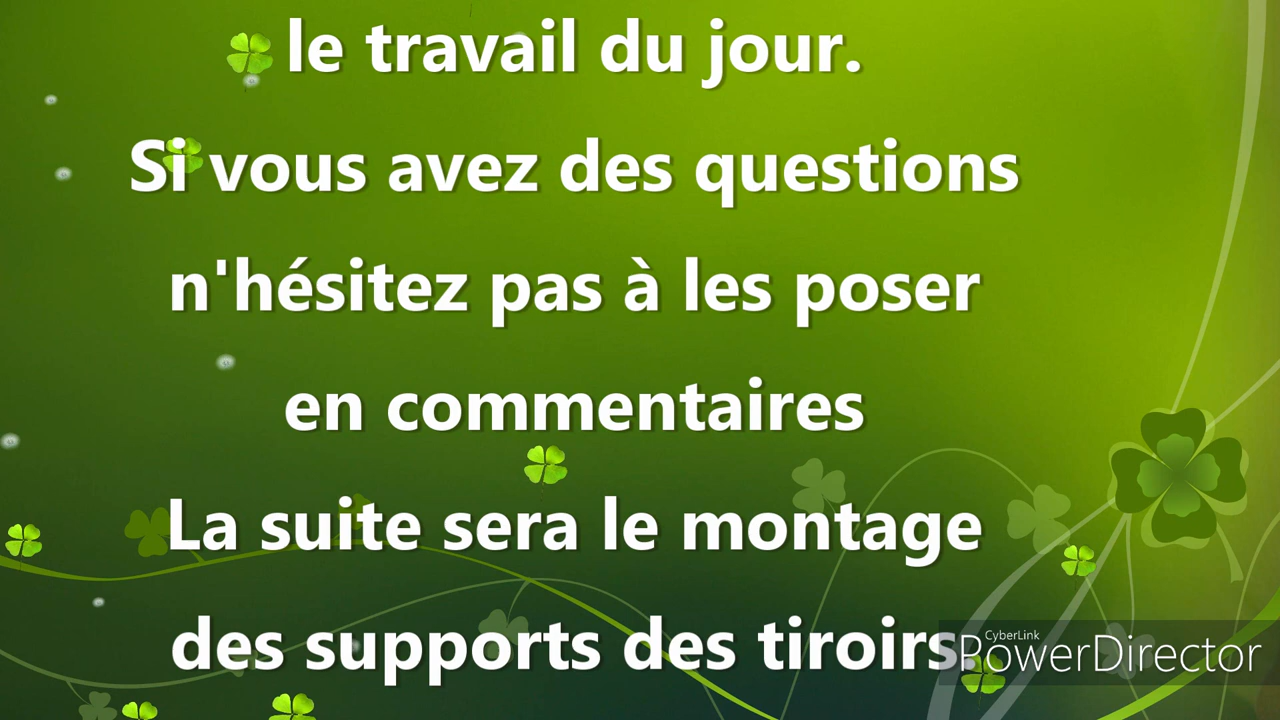 le travail du jour.
Si vous avez des questions
n'hésitez pas à les poser
en commentaires
La suite sera le montage
des supports des tiroirs.
CyberLink
PowerDirector